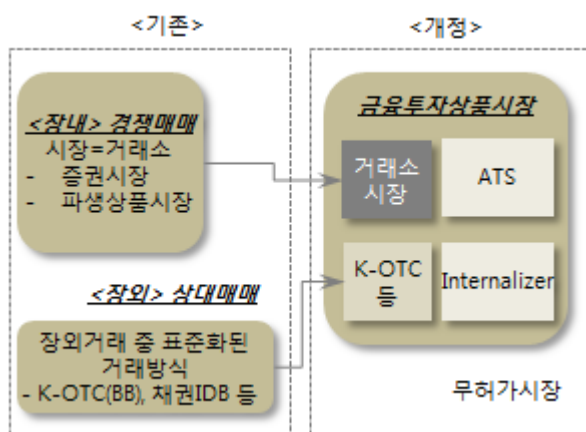 <기존>
<장내> 경쟁매매
시장=거래소
- 증권시장
- 파생상품시장
<장외> 상대매매
장외거래 중 표준화된
거래방식
- K-OTC(BB), 채권IDB 등
<개정>
금융투자상품시장
거래소
시장
ATS
K-OTC
등
Internalizer
무허가시장